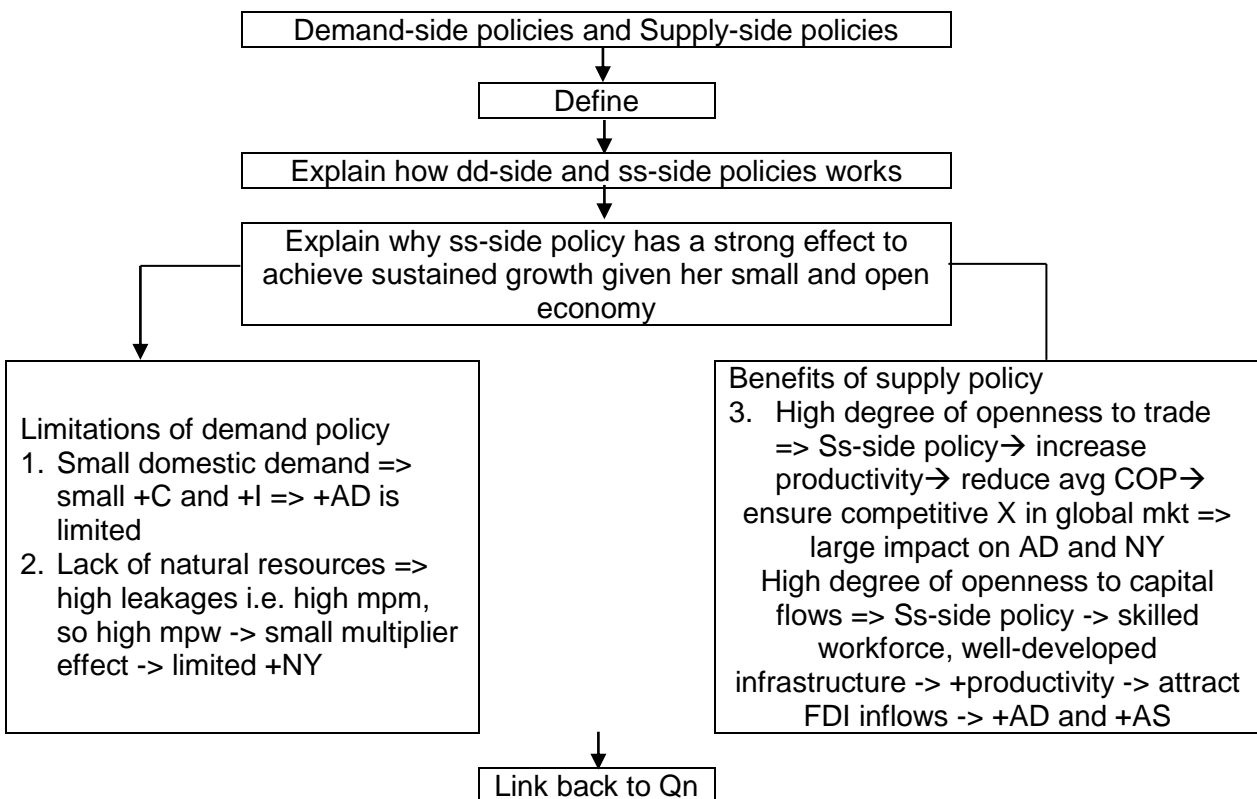 Demand-side policies and Supply-side policies
Define
Explain how dd-side and ss-side policies works
Explain why ss-side policy has a strong effect to
achieve sustained growth given her small and open
economy
Limitations of demand policy
1. Small domestic demand =>
small +C and +I => +AD is
limited
2. Lack of natural resources =>
high leakages i.e. high mpm,
so high mpw -> small multiplier
effect -> limited +NY
Benefits of supply policy
3. High degree of openness to trade
=> Ss-side policy→ increase
productivity→ reduce avg COP→
ensure competitive X in global mkt =>
large impact on AD and NY
High degree of openness to capital
flows => Ss-side policy -> skilled
workforce, well-developed
infrastructure -> +productivity -> attract
FDI inflows -> +AD and +AS
Link back to Qn